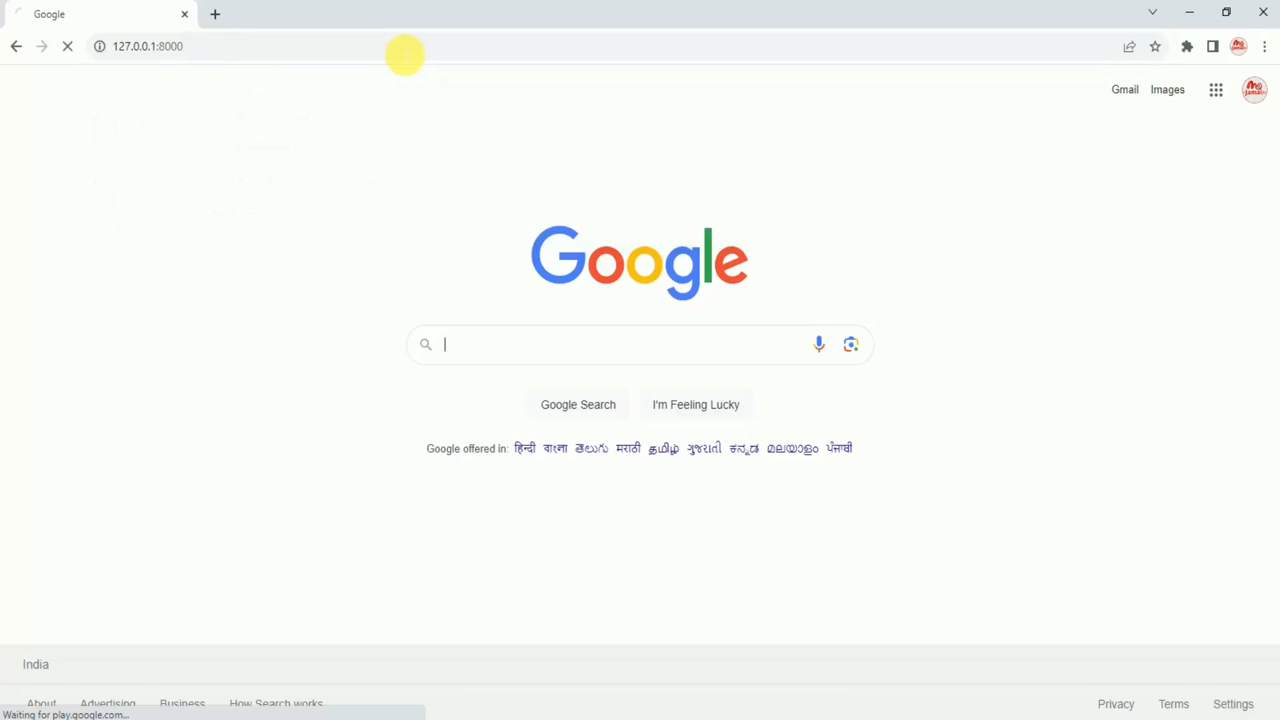 Google
127.0.0.1:8000
Gmail Images
Google
Google Search I'm Feeling Lucky
Google offered in: हिन्दी বাংলা తెలుగు मराठी தமிழ் ગુજરાતી ಕನ್ನಡ മലയാളം ਪੰਜਾਬੀ
India
About Advertising Business How Search works
Privacy Terms Settings
Waiting for play.google.com...